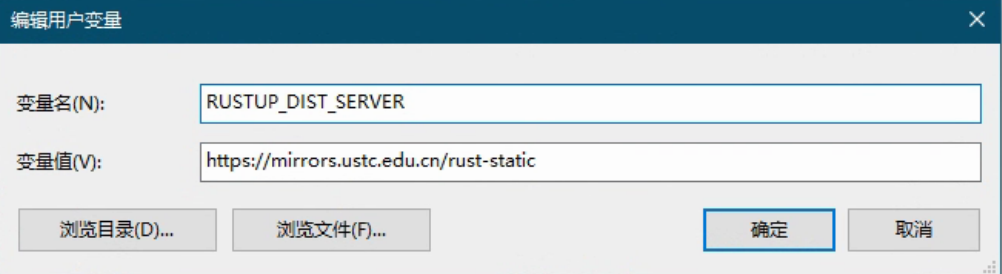 编辑用户变量
变量名(N):
RUSTUP_DIST_SERVER
变量值(V):
https://mirrors.ustc.edu.cn/rust-static
浏览目录(D)...
浏览文件(F)...
确定
取消